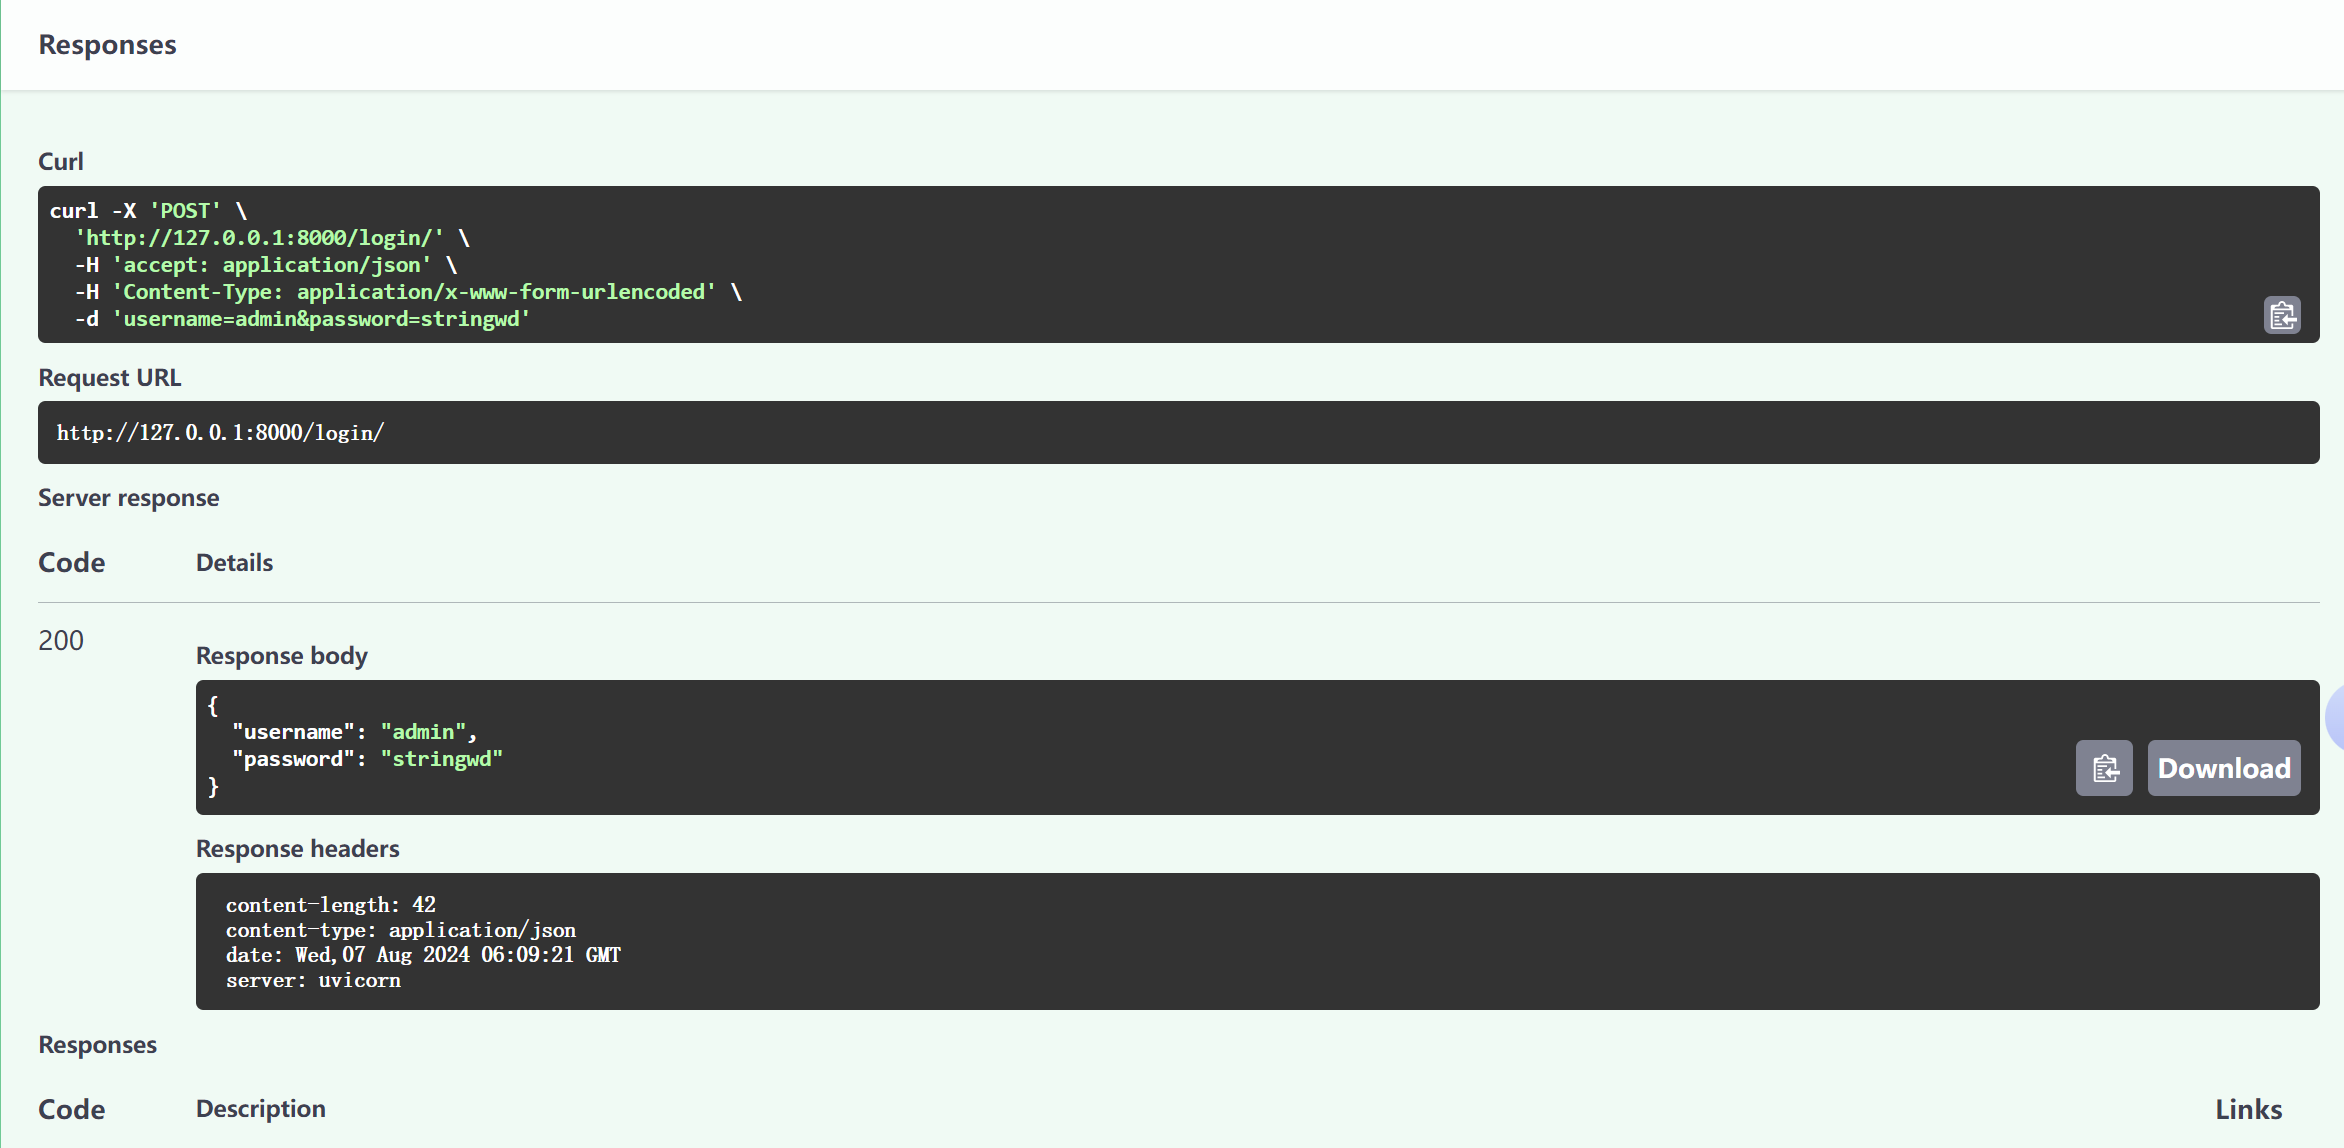 Responses
Curl
curl -X 'POST' \
'http://127.0.0.1:8000/login/' \
-H 'accept: application/json' \
-H 'Content-Type: application/x-www-form-urlencoded' \
-d 'username=admin&password=stringwd'
Request URL
http://127.0.0.1:8000/login/
Server response
Code Details
200
Response body
{
"username": "admin",
"password": "stringwd"
}
Download
Response headers
content-length: 42
content-type: application/json
date: Wed,07 Aug 2024 06:09:21 GMT
server: uvicorn
Responses
Code Description Links